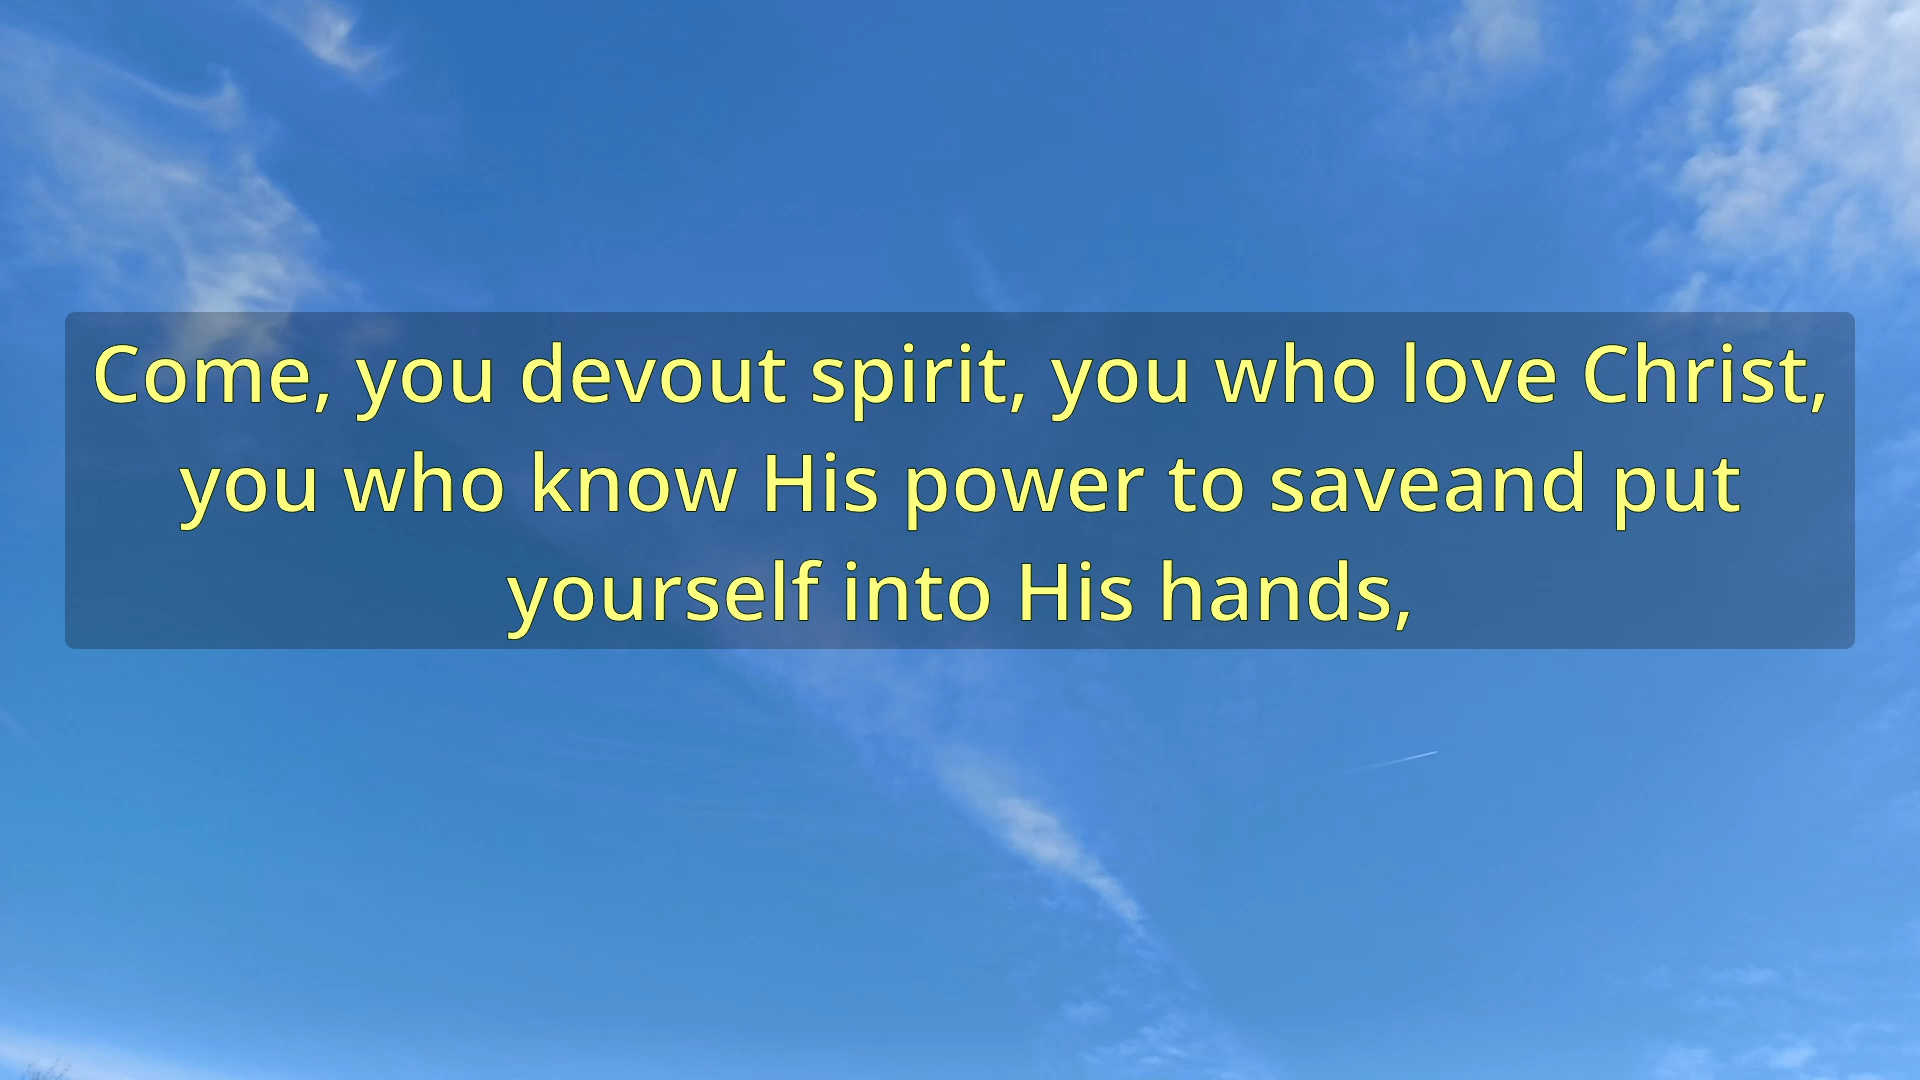 Come, you devout spirit, you who love Christ,
you who know His power to saveand put
yourself into His hands,